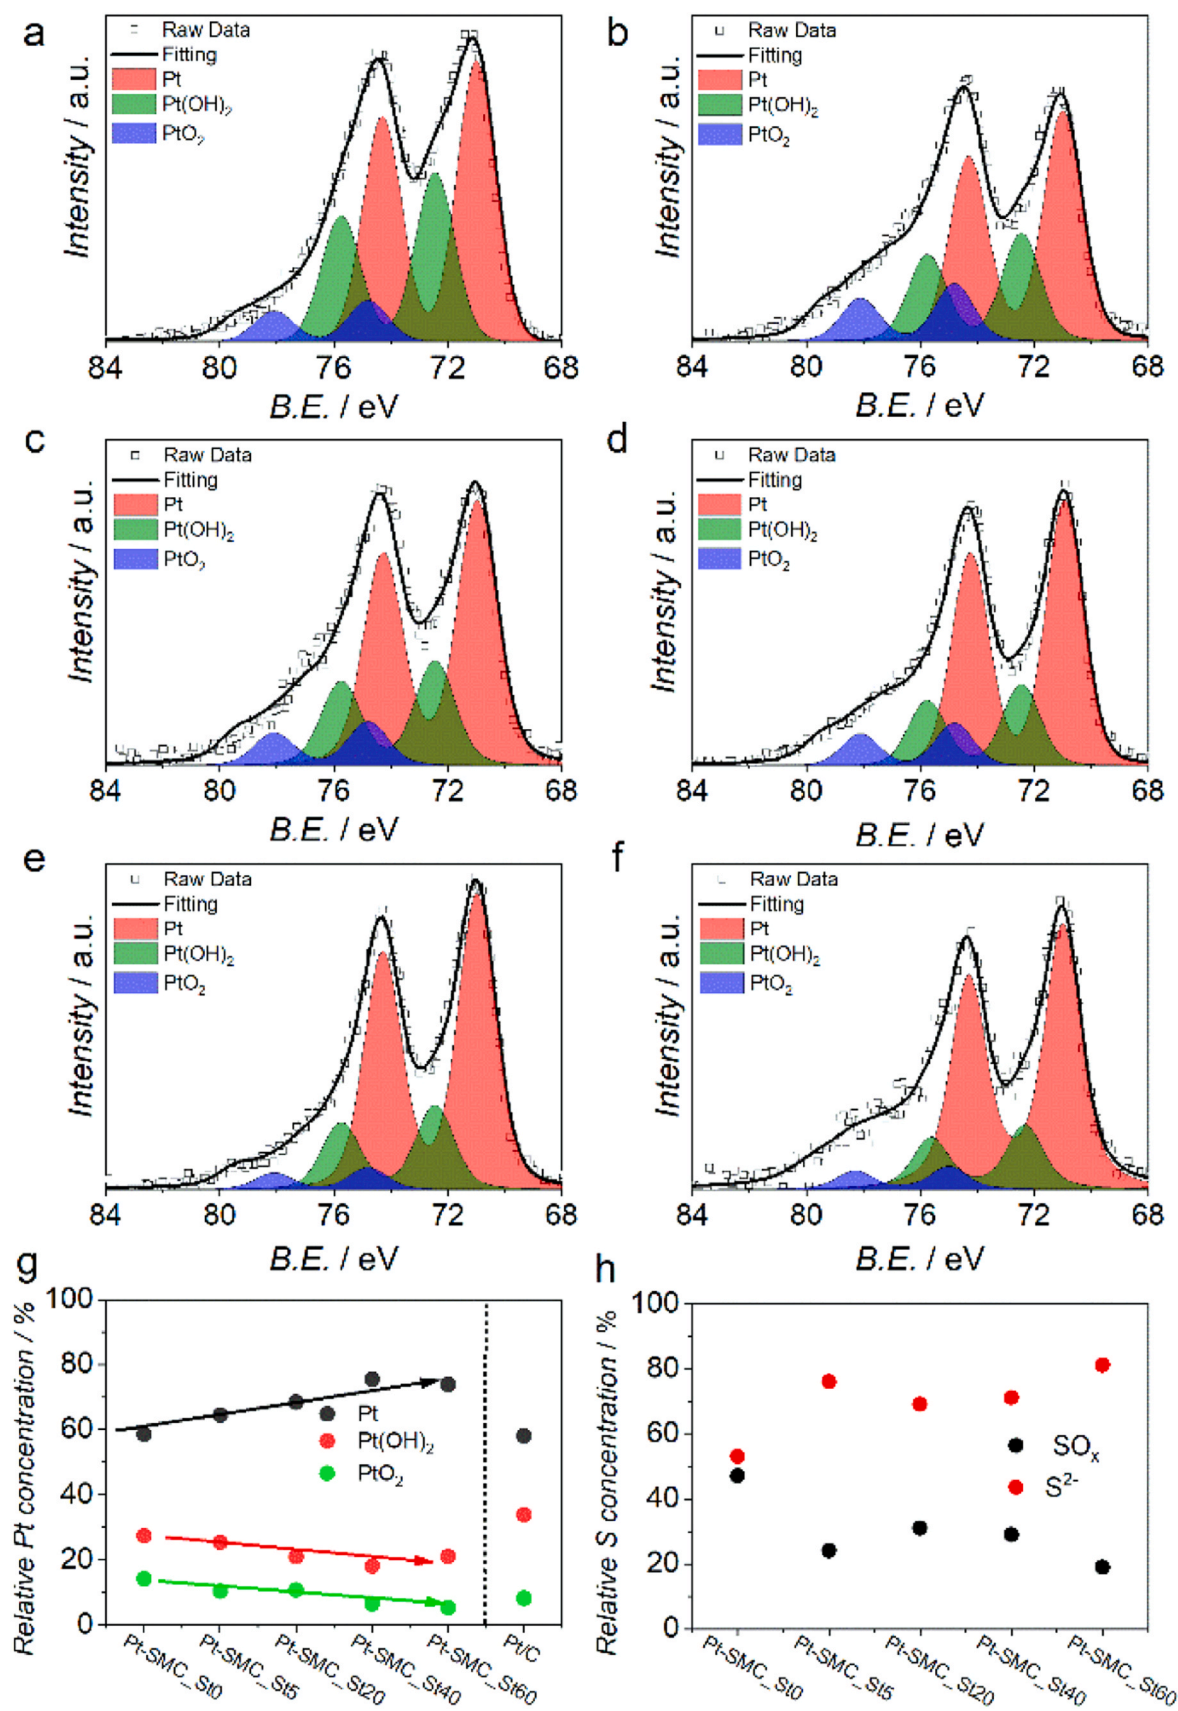 a
Raw Data
Fitting
Pt
Pt(OH)2
PtO2
Intensity / a.u.
84 80 76 72 68
B.E. / eV
b
Raw Data
Fitting
Pt
Pt(OH)2
PtO2
Intensity / a.u.
84 80 76 72 68
B.E. / eV
c
Raw Data
Fitting
Pt
Pt(OH)2
PtO2
Intensity / a.u.
84 80 76 72 68
B.E. / eV
d
Raw Data
Fitting
Pt
Pt(OH)2
PtO2
Intensity / a.u.
84 80 76 72 68
B.E. / eV
e
Raw Data
Fitting
Pt
Pt(OH)2
PtO2
Intensity / a.u.
84 80 76 72 68
B.E. / eV
f
Raw Data
Fitting
Pt
Pt(OH)2
PtO2
Intensity / a.u.
84 80 76 72 68
B.E. / eV
g
Relative Pt concentration / %
100
80
60
40
20
0
Pt
Pt(OH)2
PtO2
Pt-SMC_St0
Pt-SMC_St5
Pt-SMC_St20
Pt-SMC_St40
Pt-SMC_St60
Pt/C
h
Relative S concentration / %
100
80
60
40
20
0
SOx
S2-
Pt-SMC_St0
Pt-SMC_St5
Pt-SMC_St20
Pt-SMC_St40
Pt-SMC_St60